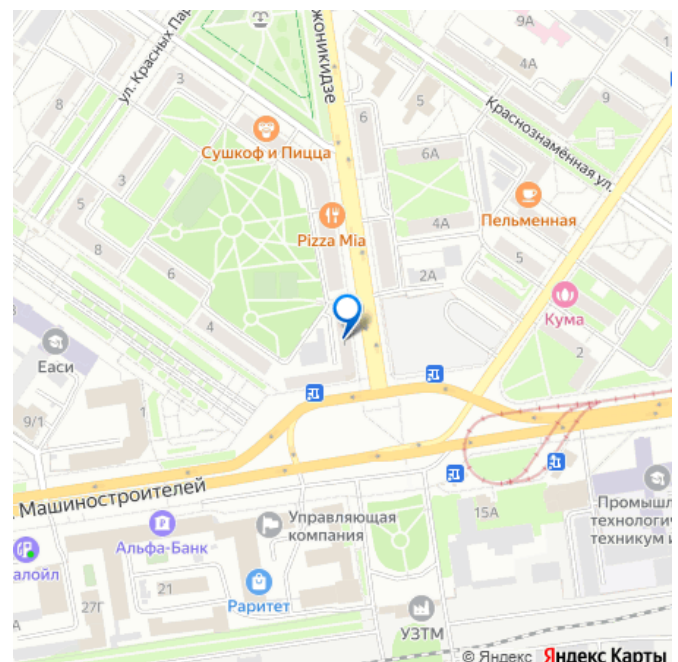 9А
4А
ул. Красных Пар
жоникидзе
3
8
5
6
9
Краснознамённая ул.
Сушкоф и Пицца
6А
3
5
Pizza Mia
4А
Пельменная
8
6
2А
5
4
Кума
Еаси
2
9/1
1
Машиностроителей
15А
Промышл
технологич
техникум и
Управляющая
компания
Альфа-Банк
алойл
21
27Г
Раритет
УЗТМ
© Яндекс Яндекс Карты